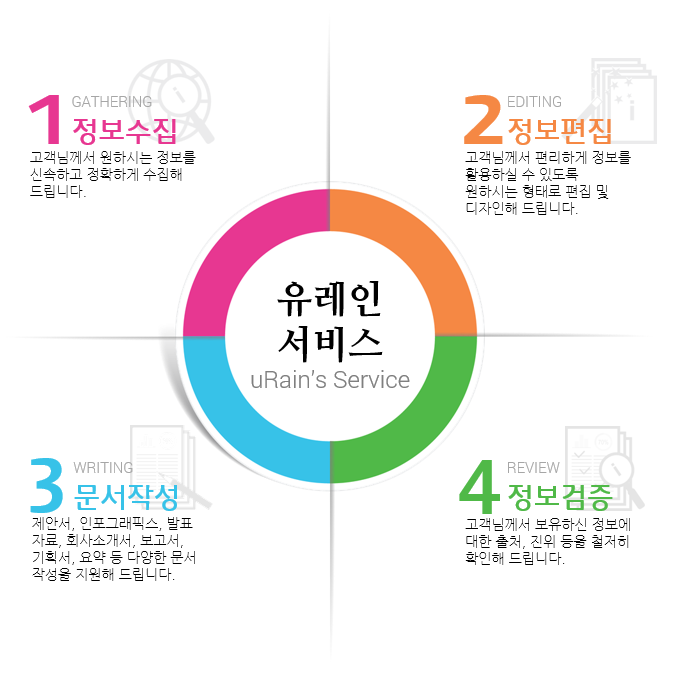 1 GATHERING
정보수집
고객님께서 원하시는 정보를
신속하고 정확하게 수집해
드립니다.
2 EDITING
정보편집
고객님께서 편리하게 정보를
활용하실 수 있도록
원하시는 형태로 편집 및
디자인해 드립니다.
유레인
서비스
uRain's Service
3 WRITING
문서작성
제안서, 인포그래픽스, 발표
자료, 회사소개서, 보고서,
기획서, 요약 등 다양한 문서
작성을 지원해 드립니다.
4 REVIEW
정보검증
고객님께서 보유하신 정보에
대한 출처, 진위 등을 철저히
확인해 드립니다.